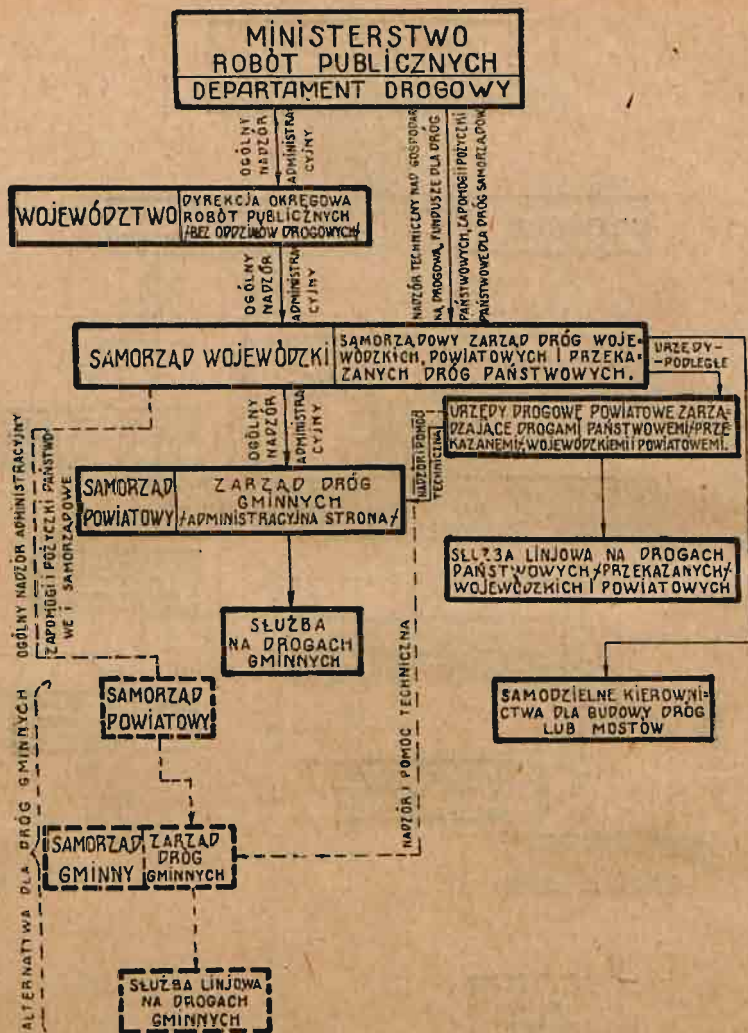 MINISTERSTWO
ROBÓT PUBLICZNYCH
DEPARTAMENT DROGOWY
OGÓLNY
NADZÓR
ADMINISTRA
CYJNY
NADZÓR TECHNICZNY NAD GOSPODAR
NĄ DROGOWĄ, FUNDUSZE DLA DRÓG
PAŃSTWOWYCH, ZAPOMOGI I POŻYCZKI
PAŃSTWOWE DLA DRÓG SAMORZĄDOW
WOJEWÓDZTWO
DYREKCJA OKRĘGOWA
ROBÓT PUBLICZNYCH
/BEZ ODDZIAŁÓW DROGOWYCH/
OGÓLNY
NADZÓR
ADMINISTRA
CYJNY
SAMORZĄD WOJEWÓDZKI
SAMORZĄDOWY ZARZĄD DRÓG WOJE=
WÓDZKICH, POWIATOWYCH I PRZEKA=
ZANYCH DRÓG PAŃSTWOWYCH.
URZĘDY-
-PODLEGŁE
OGÓLNY
NADZÓR
ADMINISTRA
CYJNY
URZĘDY DROGOWE POWIATOWE ZARZĄ=
DZAJĄCE DROGAMI PAŃSTWOWEMI/PRZE-
KAZANEMI/, WOJEWÓDZKIEMI I POWIATOWEMI.
NADZÓR I POMOC
TECHNICZNA
SAMORZĄD
POWIATOWY
ZARZĄD DRÓG
GMINNYCH
/ADMINISTRACYJNA STRONA/
OGÓLNY NADZÓR ADMINISTRACYJNY
ZAPOMOGI I POŻYCZKI PAŃSTWO-
WE I SAMORZĄDOWE
SŁUŻBA LINJOWA NA DROGACH
PAŃSTWOWYCH /PRZEKAZANYCH/
WOJEWÓDZKICH I POWIATOWYCH
SŁUŻBA
NA DROGACH
GMINNYCH
SAMORZĄD
POWIATOWY
SAMODZIELNE KIEROWNI=
CTWA DLA BUDOWY DRÓG
LUB MOSTÓW
NADZÓR I POMOC TECHNICZNA
ALTERNATYWA DLA DRÓG GMINNYCH
SAMORZĄD
GMINNY
ZARZĄD
DRÓG
GMINNYCH
SŁUŻBA LINJOWA
NA DROGACH
GMINNYCH